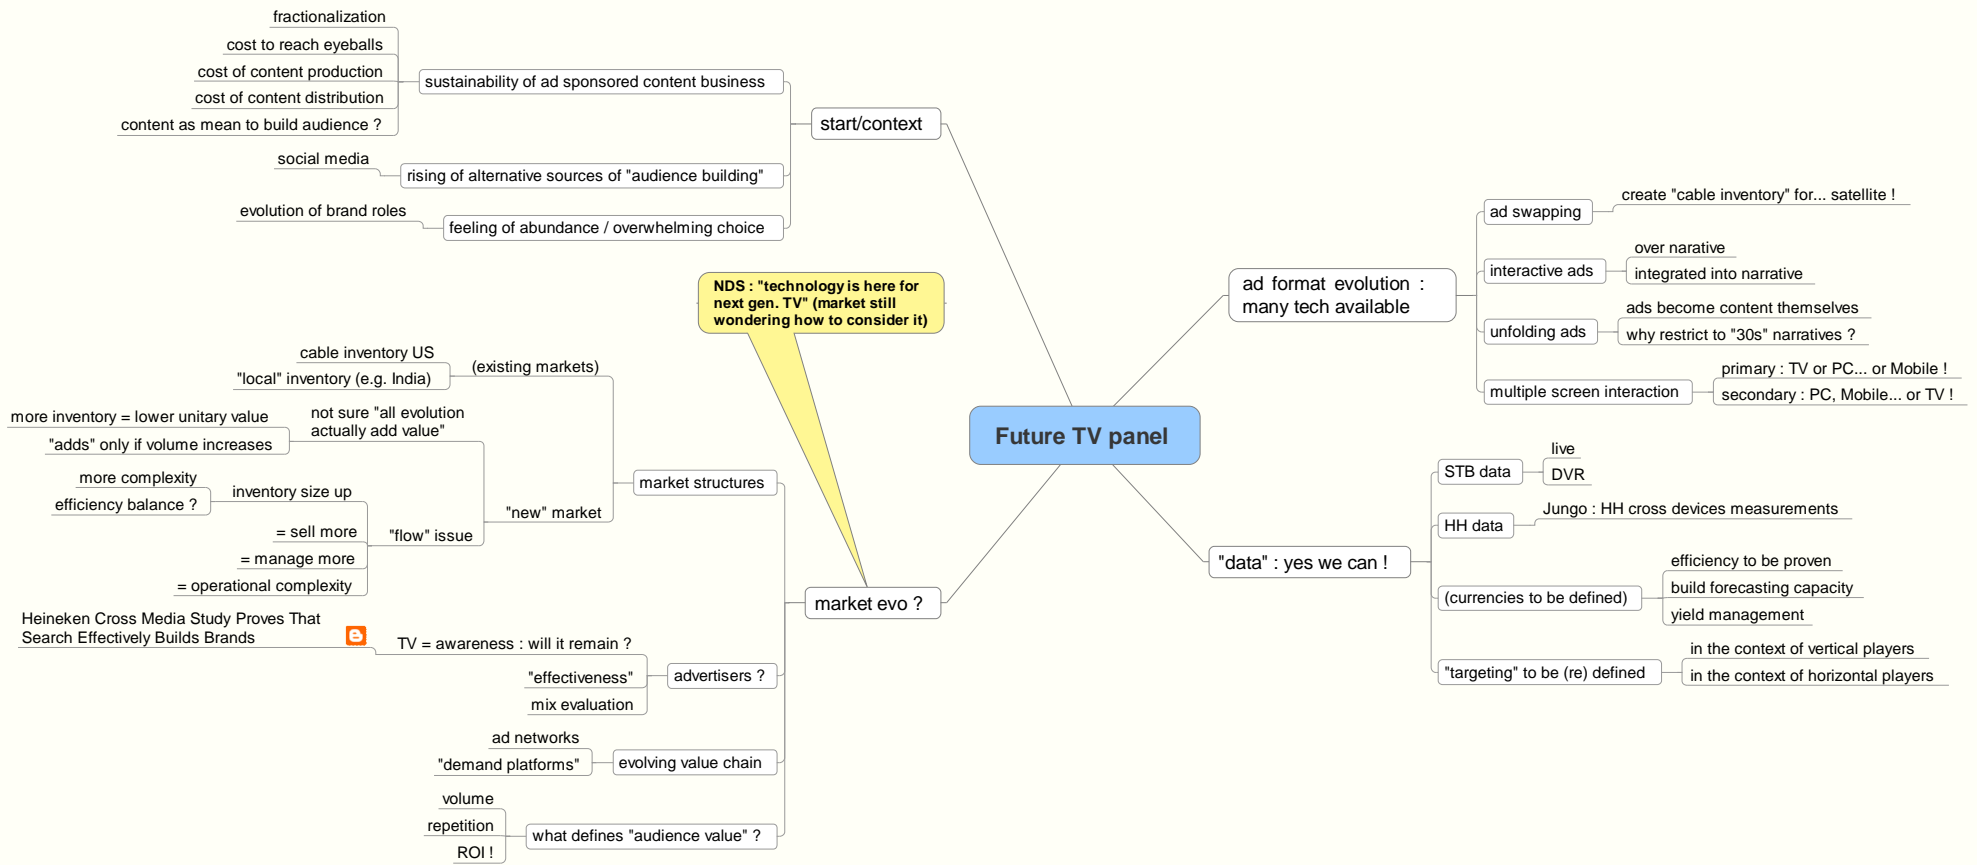 Future TV panel
start/context
sustainability of ad sponsored content business
fractionalization
cost to reach eyeballs
cost of content production
cost of content distribution
content as mean to build audience ?
rising of alternative sources of "audience building"
social media
feeling of abundance / overwhelming choice
evolution of brand roles
ad format evolution :
many tech available
ad swapping
create "cable inventory" for... satellite !
interactive ads
over narative
integrated into narrative
unfolding ads
ads become content themselves
why restrict to "30s" narratives ?
multiple screen interaction
primary : TV or PC... or Mobile !
secondary : PC, Mobile... or TV !
"data" : yes we can !
STB data
live
DVR
HH data
Jungo : HH cross devices measurements
(currencies to be defined)
efficiency to be proven
build forecasting capacity
yield management
"targeting" to be (re) defined
in the context of vertical players
in the context of horizontal players
NDS : "technology is here for
next gen. TV" (market still
wondering how to consider it)
market evo ?
market structures
(existing markets)
cable inventory US
"local" inventory (e.g. India)
"new" market
not sure "all evolution
actually add value"
more inventory = lower unitary value
"adds" only if volume increases
"flow" issue
inventory size up
more complexity
efficiency balance ?
= sell more
= manage more
= operational complexity
advertisers ?
TV = awareness : will it remain ?
Heineken Cross Media Study Proves That
Search Effectively Builds Brands
"effectiveness"
mix evaluation
evolving value chain
ad networks
"demand platforms"
what defines "audience value" ?
volume
repetition
ROI !